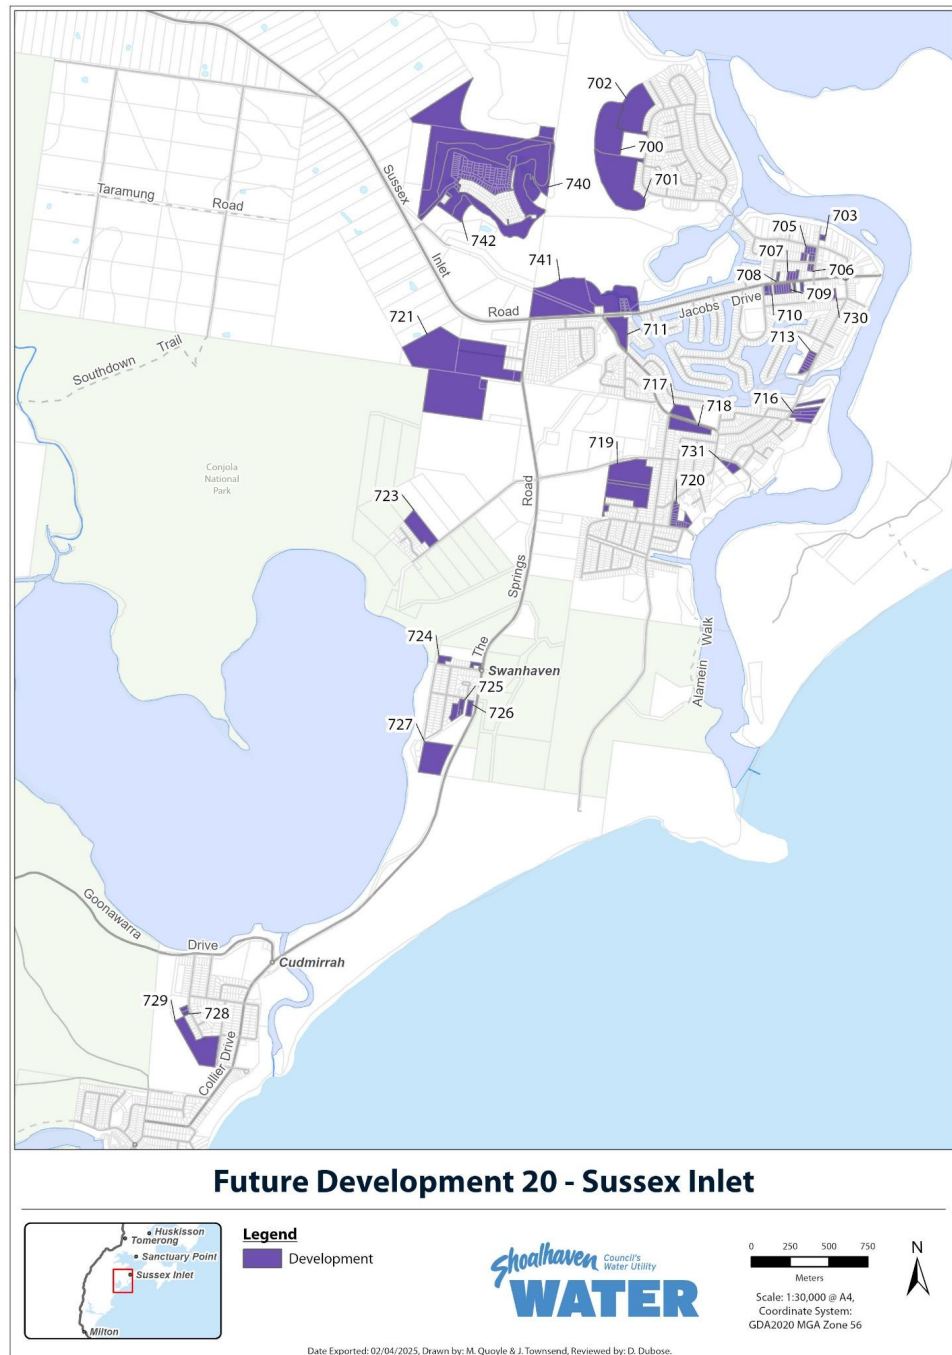 702
700
740
701
Sussex
Taramung
Road
703
705
742
707
741
Inlet
708
706
Road
Jacobs Drive
709
721
710
730
711
713
Southdown Trail
717
716
718
719
731
Conjola
National
Park
720
723
Road
Springs
The
724
Alamein Walk
Swanhaven
725
726
727
Goonawarra
Drive
Cudmirrah
729
728
Collier Drive
Future Development 20 - Sussex Inlet
Huskisson
Tomerong
Sanctuary Point
Sussex Inlet
Milton
Legend
Development
Shoalhaven Council's
Water Utility
WATER
0 250 500 750
Meters
Scale: 1:30,000 @ A4,
Coordinate System:
GDA2020 MGA Zone 56
N
Date Exported: 02/04/2025, Drawn by: M. Quoyle & J. Townsend, Reviewed by: D. Dubose.